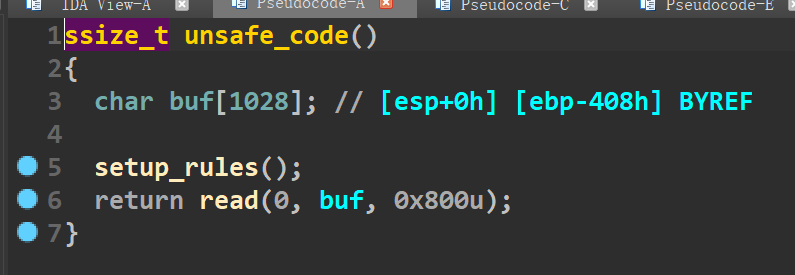 IDA View-A Pseudocode-A Pseudocode-C Pseudocode-E
1 ssize_t unsafe_code()
2 {
3 char buf[1028]; // [esp+0h] [ebp-408h] BYREF
4
5 setup_rules();
6 return read(0, buf, 0x800u);
7 }